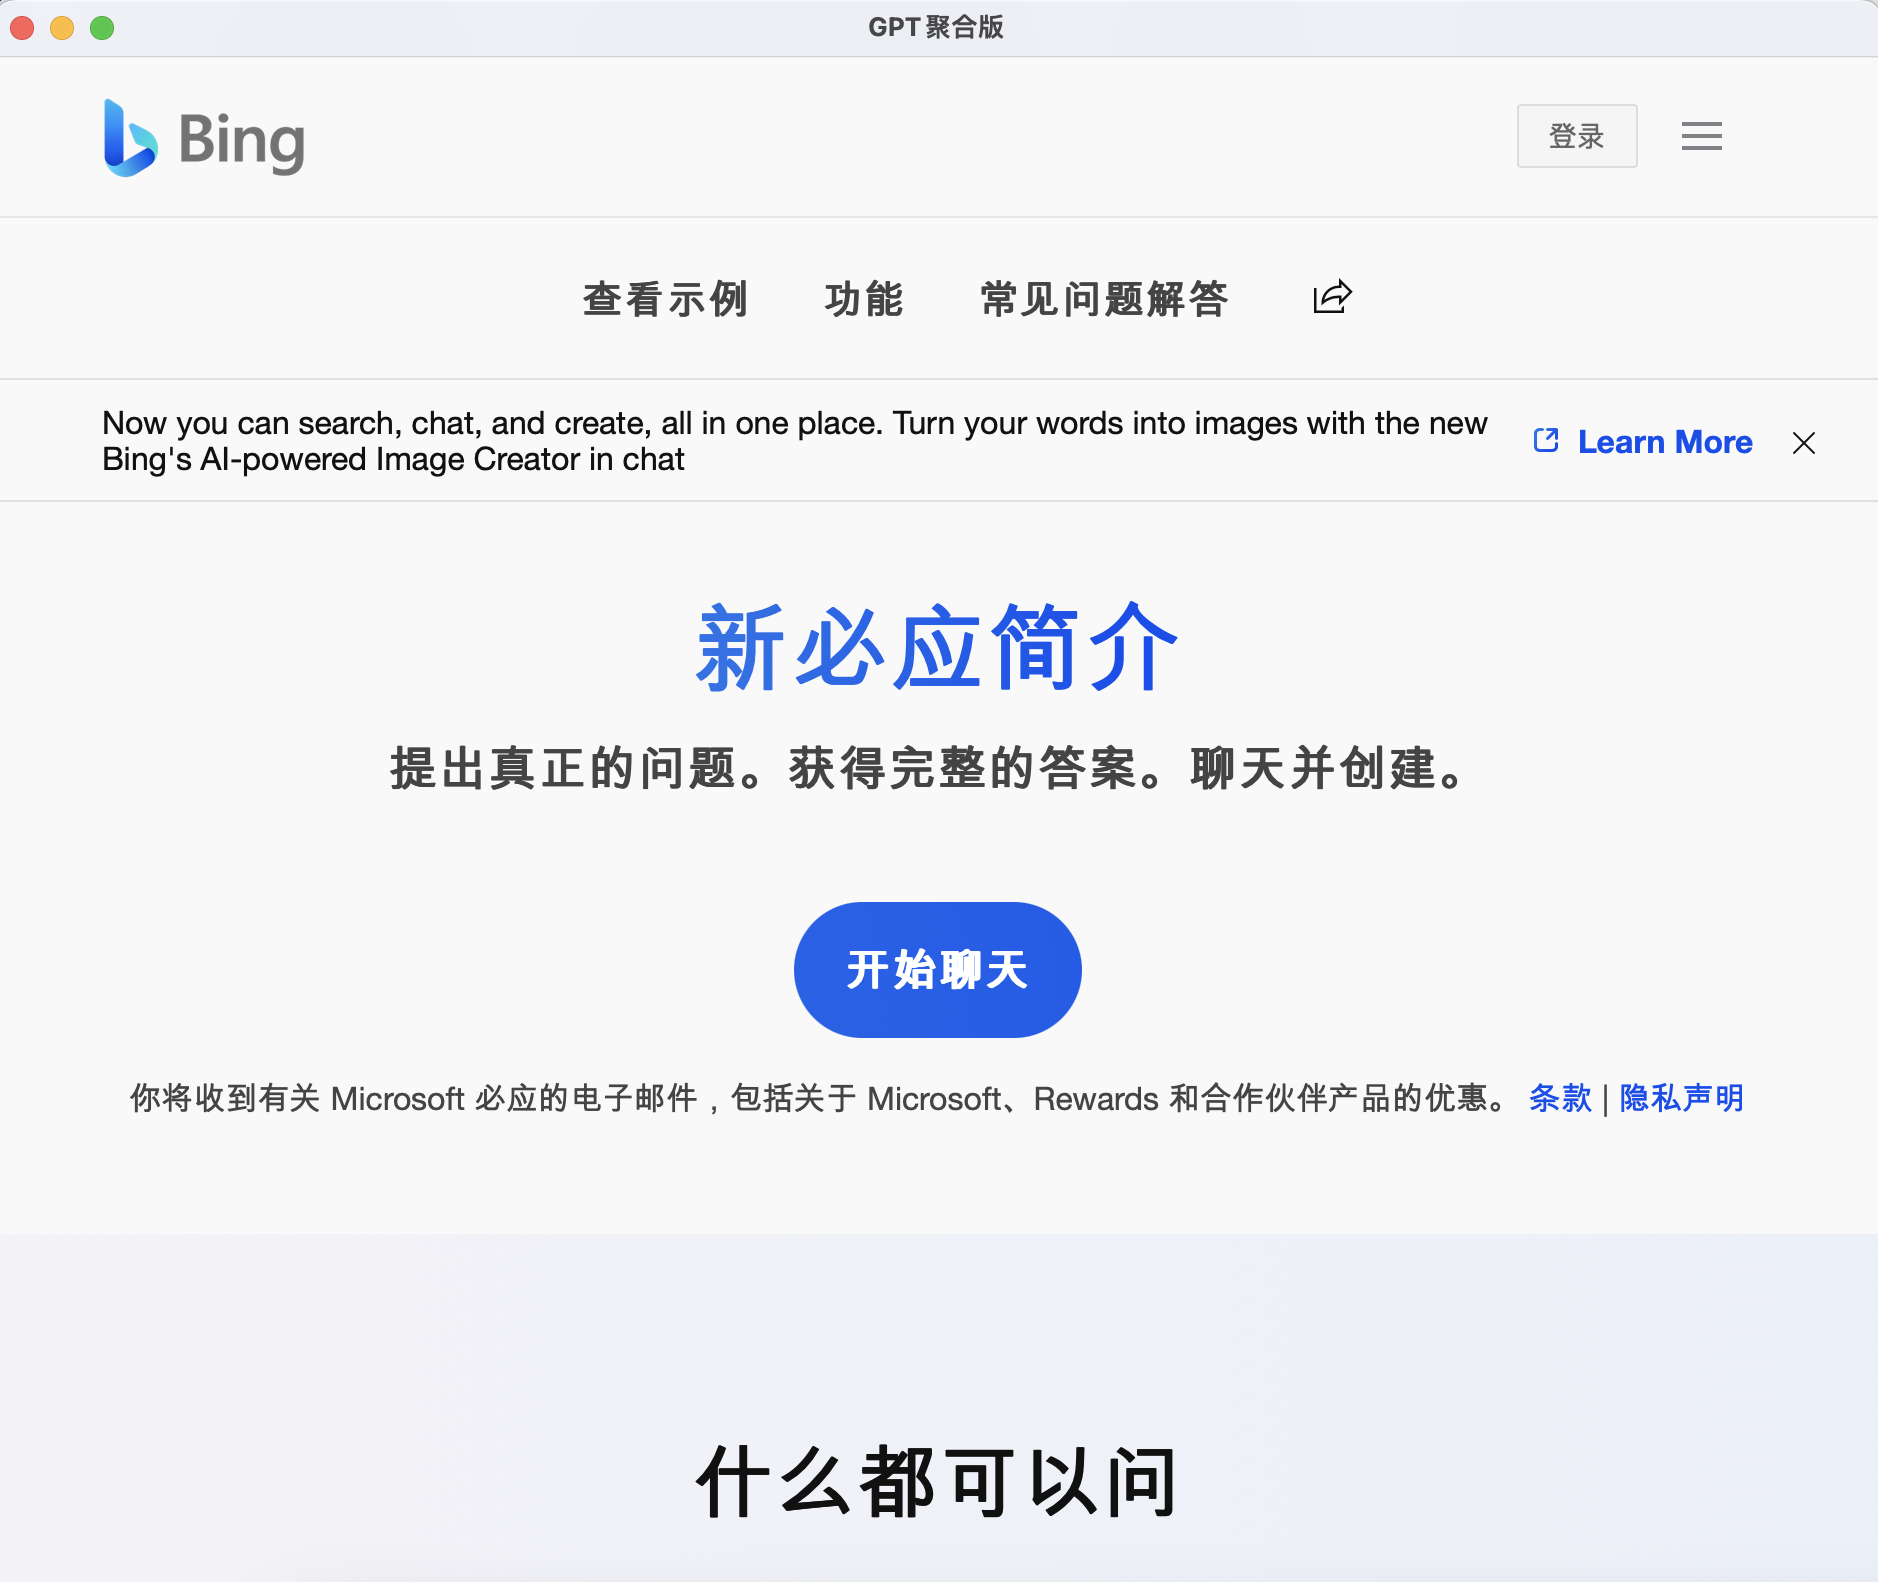 GPT聚合版
Bing
登录
查看示例 功能 常见问题解答
Now you can search, chat, and create, all in one place. Turn your words into images with the new
Bing's AI-powered Image Creator in chat
Learn More
新必应简介
提出真正的问题。获得完整的答案。聊天并创建。
开始聊天
你将收到有关 Microsoft 必应的电子邮件，包括关于 Microsoft、Rewards 和合作伙伴产品的优惠。 条款 | 隐私声明
什么都可以问